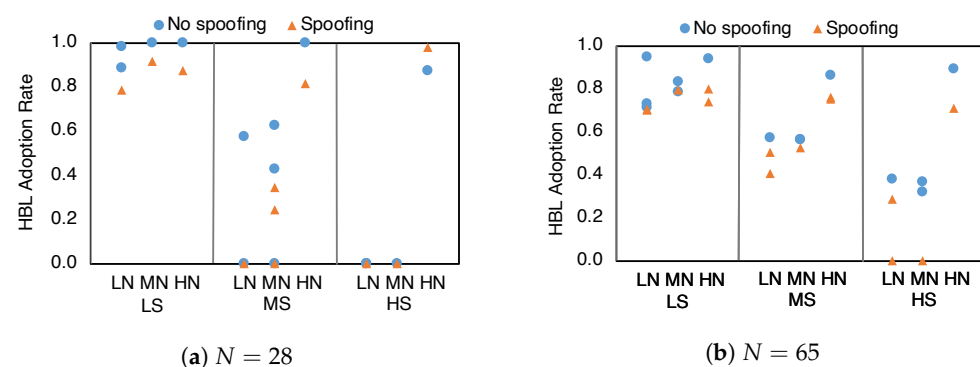 No spoofing Spoofing
1.0
0.8
0.6
0.4
0.2
0.0
HBL Adoption Rate
LN MN HN LN MN HN LN MN HN
LS MS HS
(a) N = 28
No spoofing Spoofing
1.0
0.8
0.6
0.4
0.2
0.0
HBL Adoption Rate
LN MN HN LN MN HN LN MN HN
LS MS HS
(b) N = 65